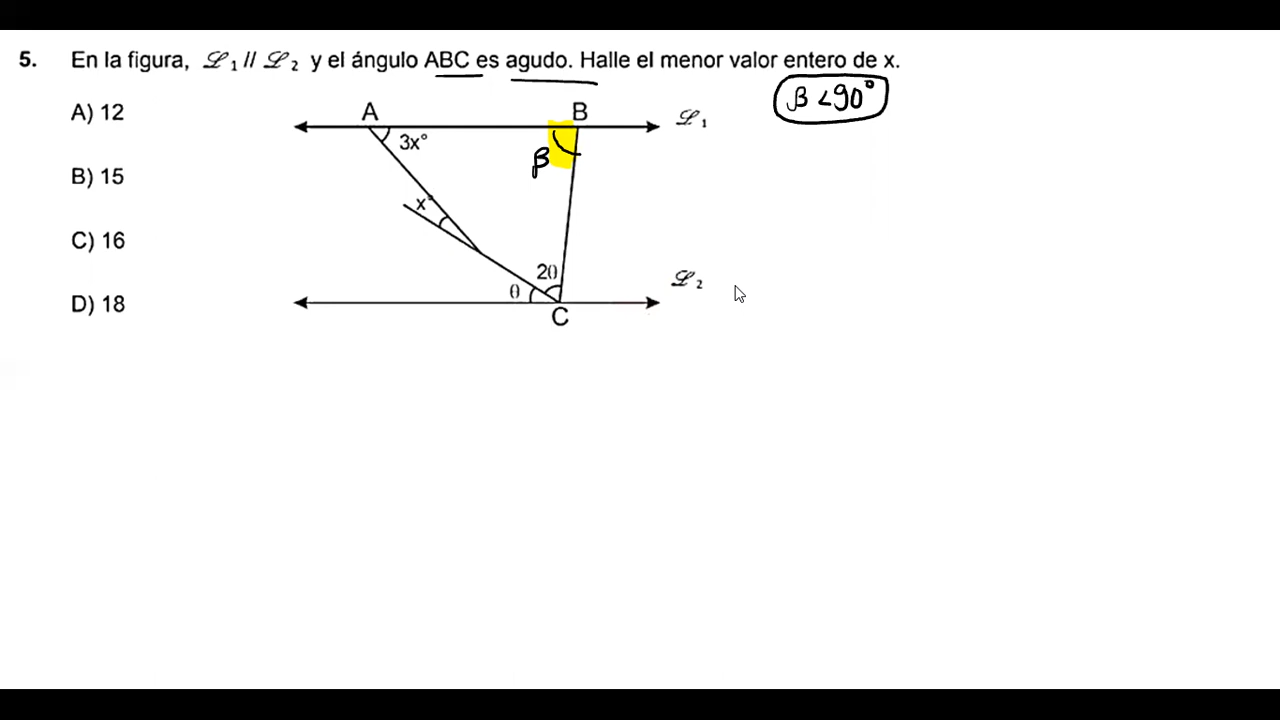 5. En la figura, ℒ₁ // ℒ₂ y el ángulo ABC es agudo. Halle el menor valor entero de x.
β < 90°
A) 12
A B ℒ₁
3x°
β
B) 15
x°
C) 16
2θ
θ
ℒ₂
D) 18
C